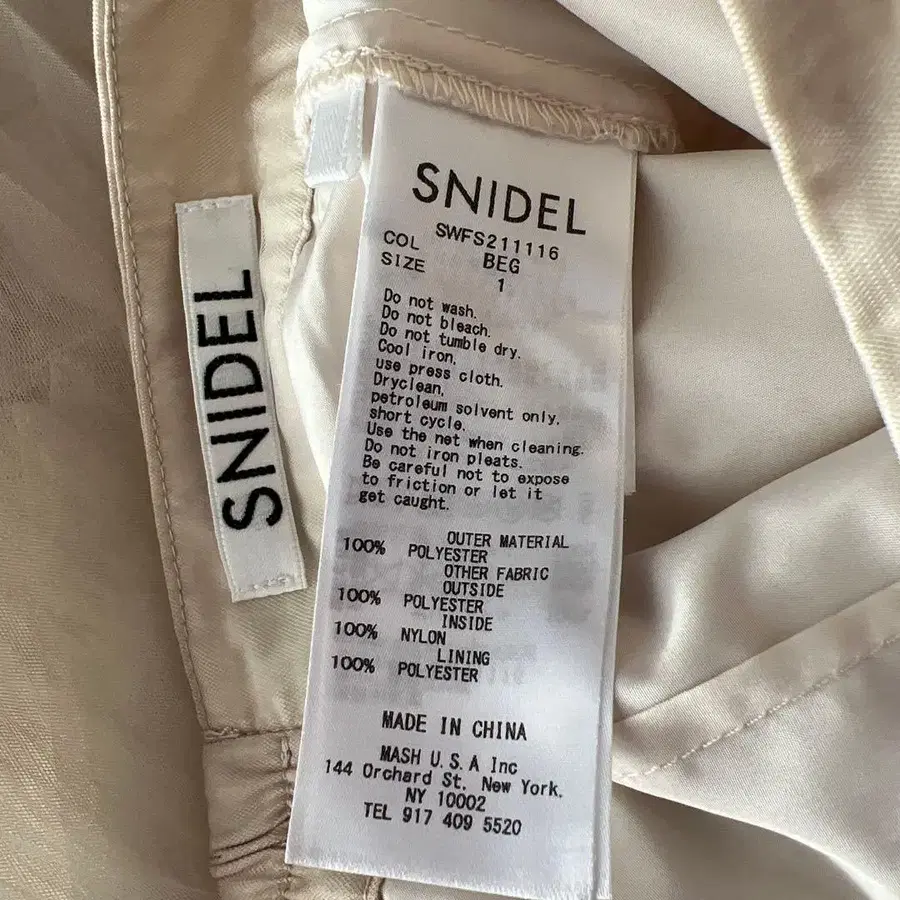 SNIDEL
SNIDEL
SWFS211116
COL BEG
SIZE 1
Do not wash.
Do not bleach.
Do not tumble dry.
Cool iron,
use press cloth.
Dryclean,
petroleum solvent only,
short cycle,
Use the net when cleaning.
Do not iron pleats.
Be careful not to expose
to friction or let it
get caught.
OUTER MATERIAL
100% POLYESTER
OTHER FABRIC
OUTSIDE
100% POLYESTER
INSIDE
100% NYLON
LINING
100% POLYESTER
MADE IN CHINA
MASH U.S.A Inc
144 Orchard St. New York.
NY 10002
TEL 917 409 5520